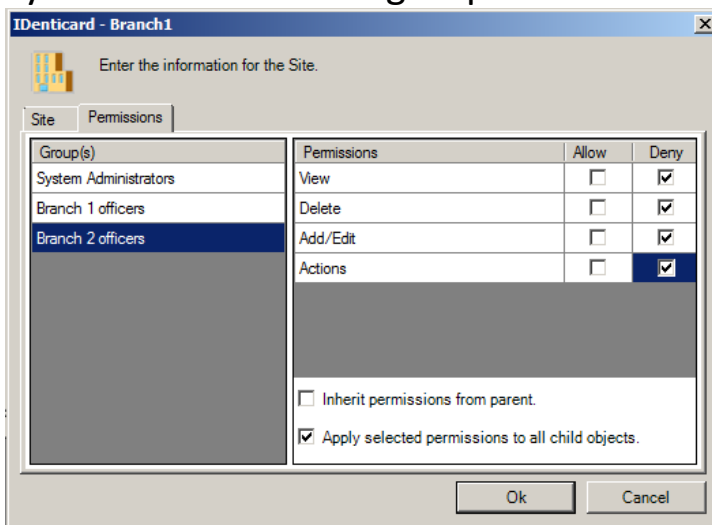 IDenticard - Branch1
Enter the information for the Site.
Site Permissions
Group(s) Permissions Allow Deny
System Administrators View
Branch 1 officers Delete
Branch 2 officers Add/Edit
Actions
Inherit permissions from parent.
Apply selected permissions to all child objects.
Ok Cancel